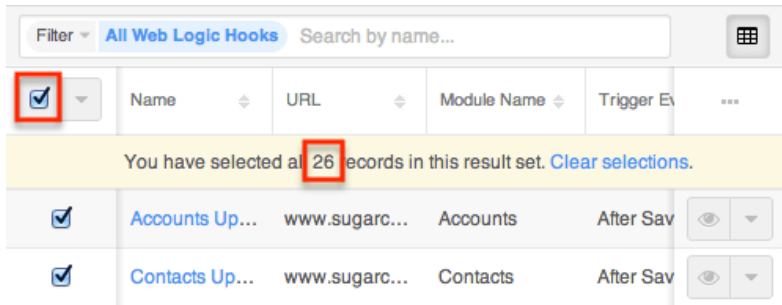 Filter All Web Logic Hooks Search by name...
Name URL Module Name Trigger Ev
You have selected al 26 records in this result set. Clear selections.
Accounts Up... www.sugarc... Accounts After Sav
Contacts Up... www.sugarc... Contacts After Sav